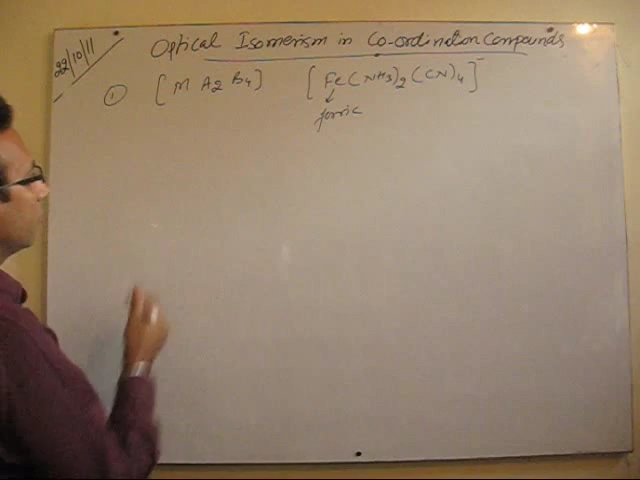 22/10/11
Optical Isomerism in Co-ordination Compounds
① [M A2 B4] [Fe(NH3)2(CN)4]⁻
↓
ferric